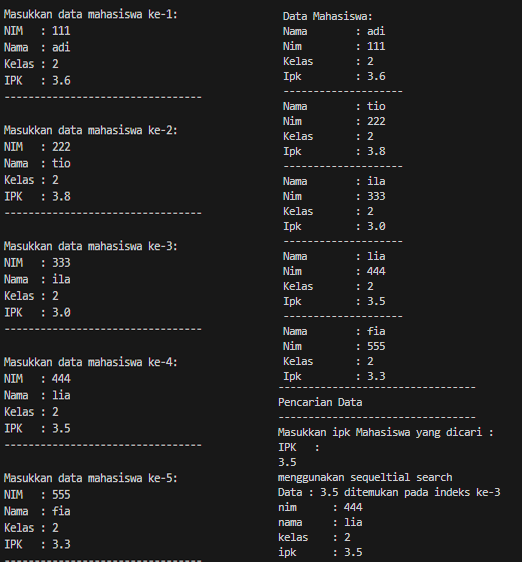 Masukkan data mahasiswa ke-1:
NIM   : 111
Nama  : adi
Kelas : 2
IPK   : 3.6
---------------------------------
Masukkan data mahasiswa ke-2:
NIM   : 222
Nama  : tio
Kelas : 2
IPK   : 3.8
---------------------------------
Masukkan data mahasiswa ke-3:
NIM   : 333
Nama  : ila
Kelas : 2
IPK   : 3.0
---------------------------------
Masukkan data mahasiswa ke-4:
NIM   : 444
Nama  : lia
Kelas : 2
IPK   : 3.5
---------------------------------
Masukkan data mahasiswa ke-5:
NIM   : 555
Nama  : fia
Kelas : 2
IPK   : 3.3
---------------------------------
Data Mahasiswa:
Nama        : adi
Nim         : 111
Kelas       : 2
Ipk         : 3.6
--------------------
Nama        : tio
Nim         : 222
Kelas       : 2
Ipk         : 3.8
--------------------
Nama        : ila
Nim         : 333
Kelas       : 2
Ipk         : 3.0
--------------------
Nama        : lia
Nim         : 444
Kelas       : 2
Ipk         : 3.5
--------------------
Nama        : fia
Nim         : 555
Kelas       : 2
Ipk         : 3.3
---------------------------------
Pencarian Data
---------------------------------
Masukkan ipk Mahasiswa yang dicari :
IPK   :
3.5
menggunakan sequeltial search
Data : 3.5 ditemukan pada indeks ke-3
nim      : 444
nama     : lia
kelas    : 2
ipk      : 3.5